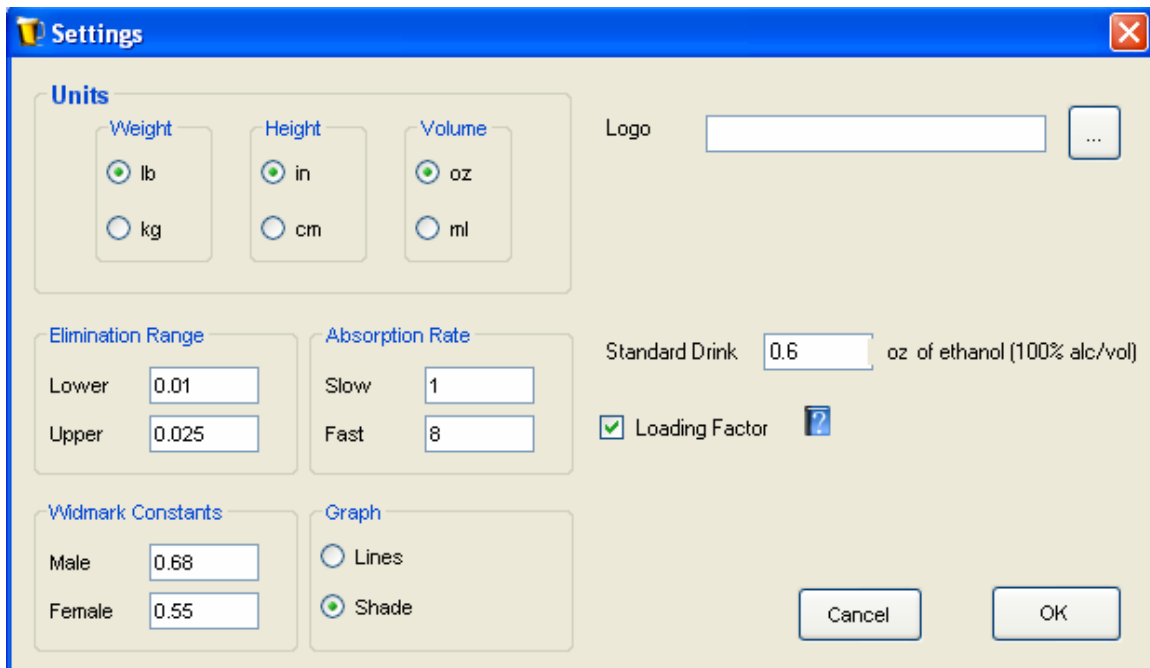 Settings
Units
Weight Height Volume
lb in oz
kg cm ml
Logo ...
Elimination Range
Lower 0.01
Upper 0.025
Absorption Rate
Slow 1
Fast 8
Standard Drink 0.6 oz of ethanol (100% alc/vol)
Loading Factor ?
Widmark Constants
Male 0.68
Female 0.55
Graph
Lines
Shade
Cancel OK